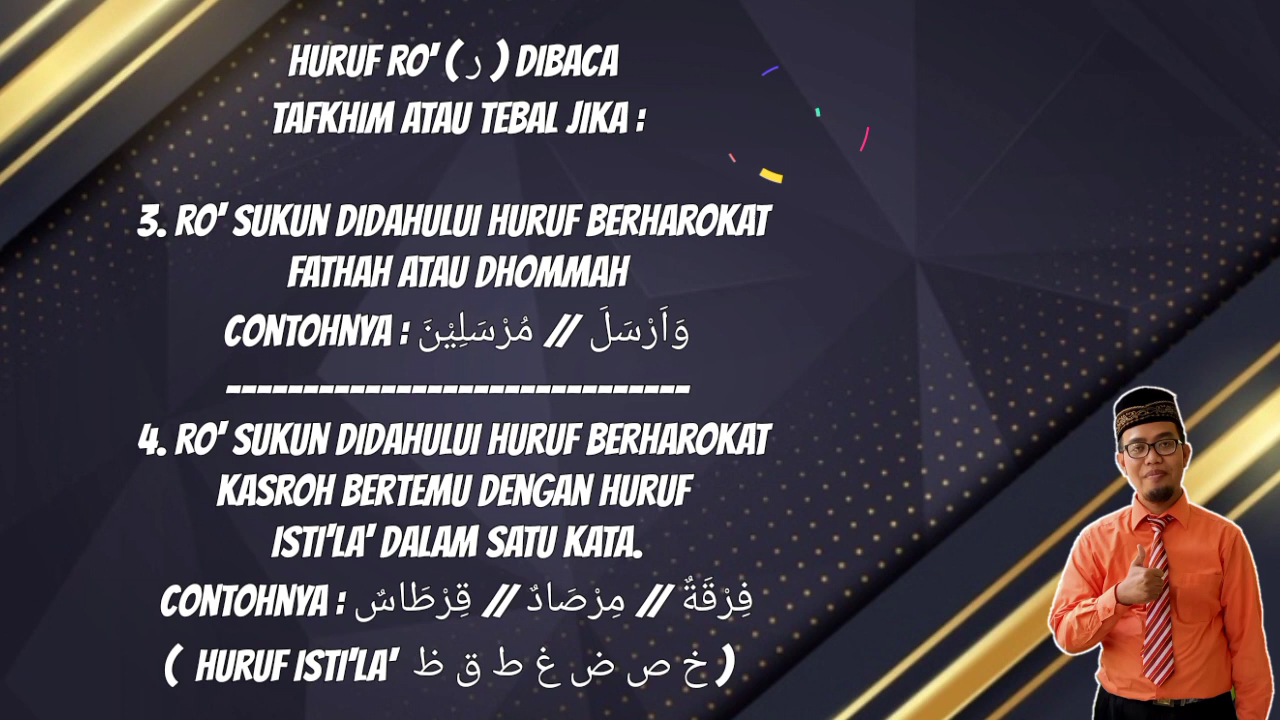 HURUF RO' ( ر ) DIBACA
TAFKHIM ATAU TEBAL JIKA :
3. RO' SUKUN DIDAHULUI HURUF BERHAROKAT
FATHAH ATAU DHOMMAH
CONTOHNYA : وَاَرْسَلَ // مُرْسَلِيْنَ
------------------------------
4. RO' SUKUN DIDAHULUI HURUF BERHAROKAT
KASROH BERTEMU DENGAN HURUF
ISTI'LA' DALAM SATU KATA.
CONTOHNYA : فِرْقَةٌ // مِرْصَادٌ // قِرْطَاسٌ
( HURUF ISTI'LA' خ ص ض غ ط ق ظ )